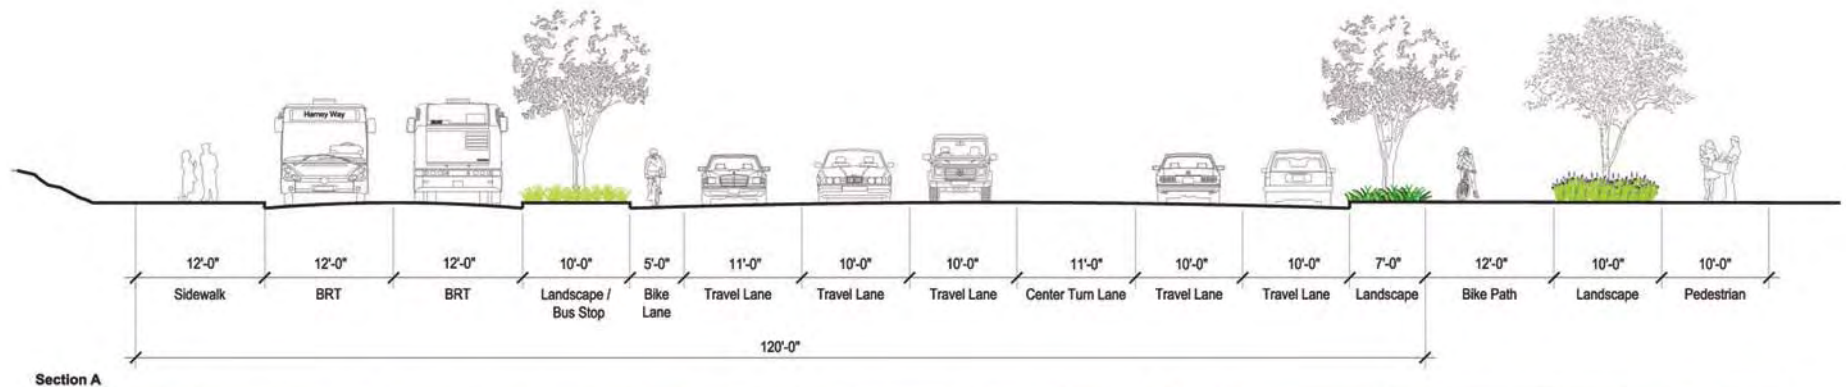 Harney Way
12'-0"
12'-0"
12'-0"
10'-0"
5'-0"
11'-0"
10'-0"
10'-0"
11'-0"
10'-0"
10'-0"
7'-0"
12'-0"
10'-0"
10'-0"
Sidewalk
BRT
BRT
Landscape /
Bus Stop
Bike
Lane
Travel Lane
Travel Lane
Travel Lane
Center Turn Lane
Travel Lane
Travel Lane
Landscape
Bike Path
Landscape
Pedestrian
120'-0"
Section A